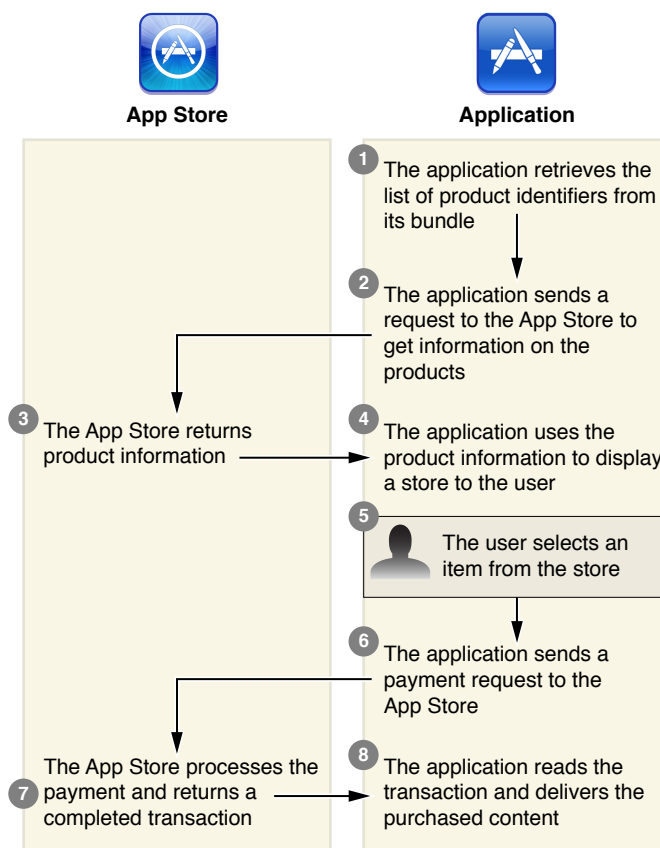 App Store
Application
1
The application retrieves the
list of product identifiers from
its bundle
2
The application sends a
request to the App Store to
get information on the
products
3
The App Store returns
product information
4
The application uses the
product information to display
a store to the user
5
The user selects an
item from the store
6
The application sends a
payment request to the
App Store
7
The App Store processes the
payment and returns a
completed transaction
8
The application reads the
transaction and delivers the
purchased content